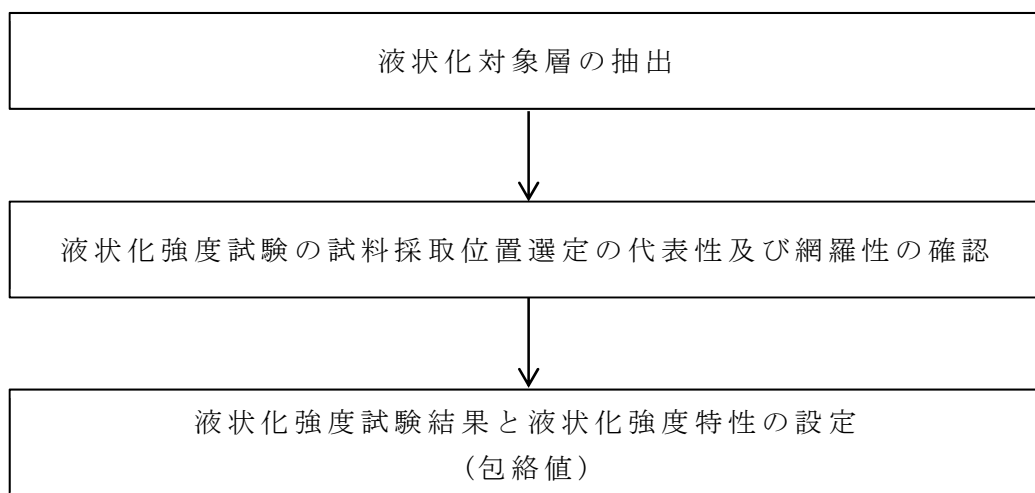 液状化対象層の抽出
液状化強度試験の試料採取位置選定の代表性及び網羅性の確認
液状化強度試験結果と液状化強度特性の設定
(包絡値)